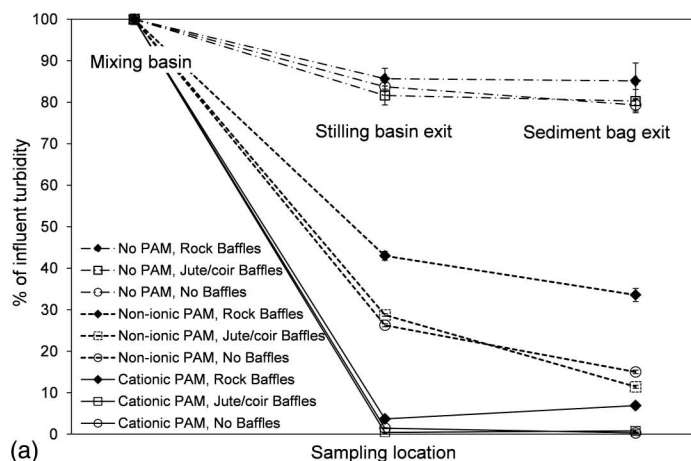 100
90
80
70
60
50
40
30
20
10
0
% of influent turbidity
Mixing basin
Stilling basin exit
Sediment bag exit
No PAM, Rock Baffles
No PAM, Jute/coir Baffles
No PAM, No Baffles
Non-ionic PAM, Rock Baffles
Non-ionic PAM, Jute/coir Baffles
Non-ionic PAM, No Baffles
Cationic PAM, Rock Baffles
Cationic PAM, Jute/coir Baffles
Cationic PAM, No Baffles
(a)
Sampling location